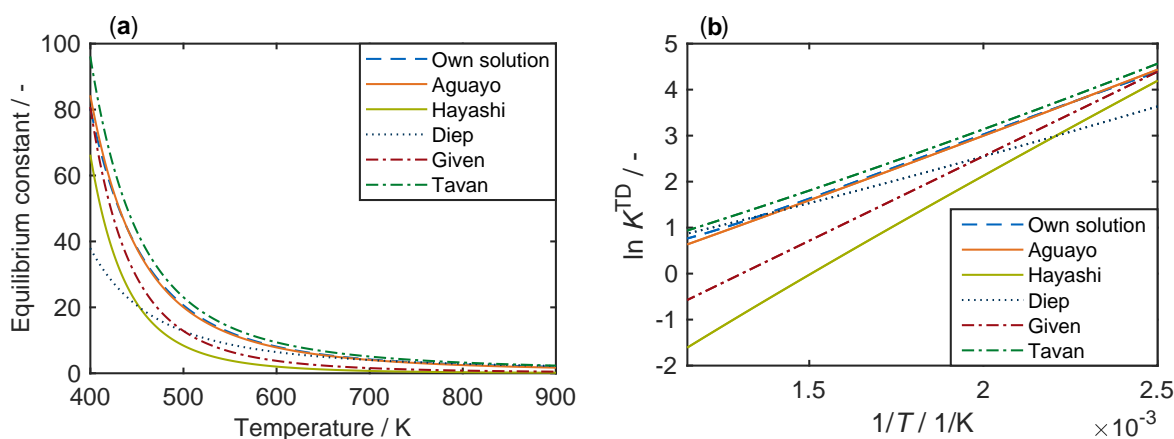 (a)
100
80
60
40
20
0
Equilibrium constant / -
400 500 600 700 800 900
Temperature / K
Own solution
Aguayo
Hayashi
Diep
Given
Tavan
(b)
5
4
3
2
1
0
-1
-2
ln K^TD / -
1.5 2 2.5
1/T / 1/K
×10^-3
Own solution
Aguayo
Hayashi
Diep
Given
Tavan